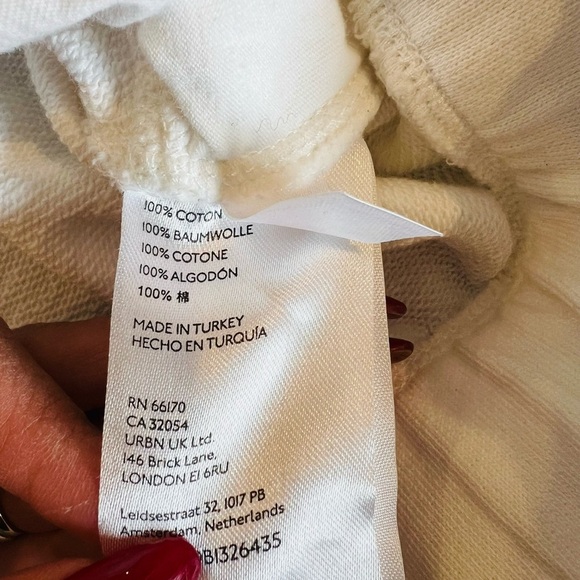 100% COTON
100% BAUMWOLLE
100% COTONE
100% ALGODÓN
100% 棉
MADE IN TURKEY
HECHO EN TURQUÍA
RN 66170
CA 32054
URBN UK Ltd.
146 Brick Lane,
LONDON E1 6RU
Leidsestraat 32, 1017 PB
Amsterdam, Netherlands
B1326435